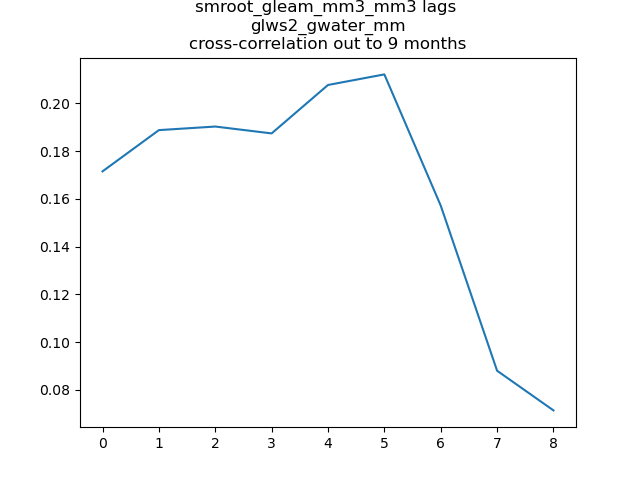 smroot_gleam_mm3_mm3 lags
glws2_gwater_mm
cross-correlation out to 9 months
0.20
0.18
0.16
0.14
0.12
0.10
0.08
0 1 2 3 4 5 6 7 8